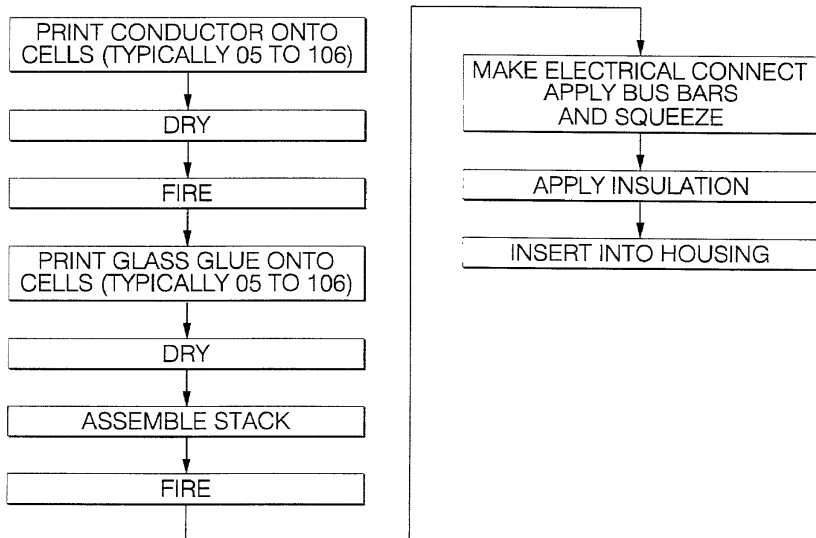 PRINT CONDUCTOR ONTO
CELLS (TYPICALLY 05 TO 106)
DRY
FIRE
PRINT GLASS GLUE ONTO
CELLS (TYPICALLY 05 TO 106)
DRY
ASSEMBLE STACK
FIRE
MAKE ELECTRICAL CONNECT
APPLY BUS BARS
AND SQUEEZE
APPLY INSULATION
INSERT INTO HOUSING